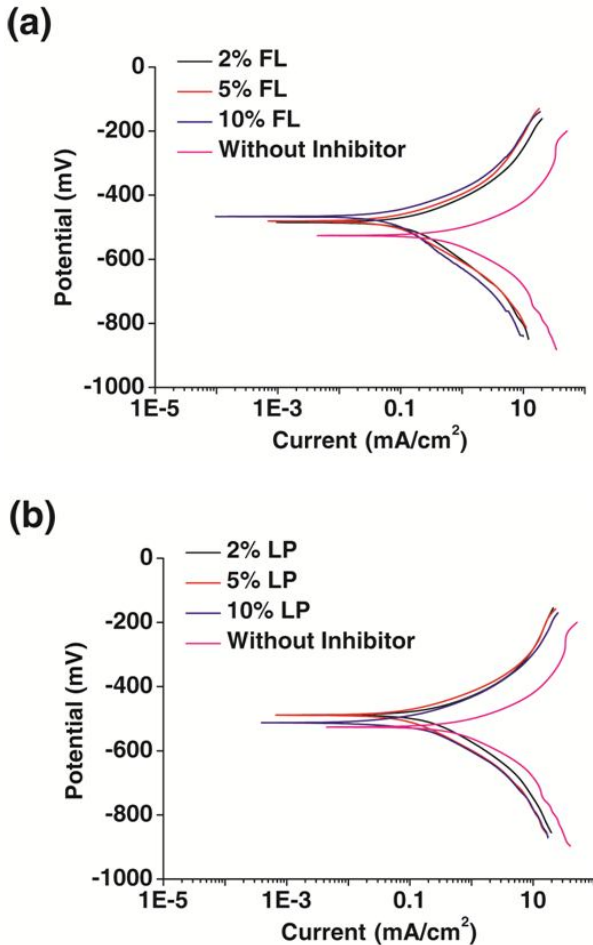 (a)
2% FL
5% FL
10% FL
Without Inhibitor
0
-200
-400
-600
-800
-1000
Potential (mV)
1E-5
1E-3
0.1
10
Current (mA/cm²)
(b)
2% LP
5% LP
10% LP
Without Inhibitor
0
-200
-400
-600
-800
-1000
Potential (mV)
1E-5
1E-3
0.1
10
Current (mA/cm²)